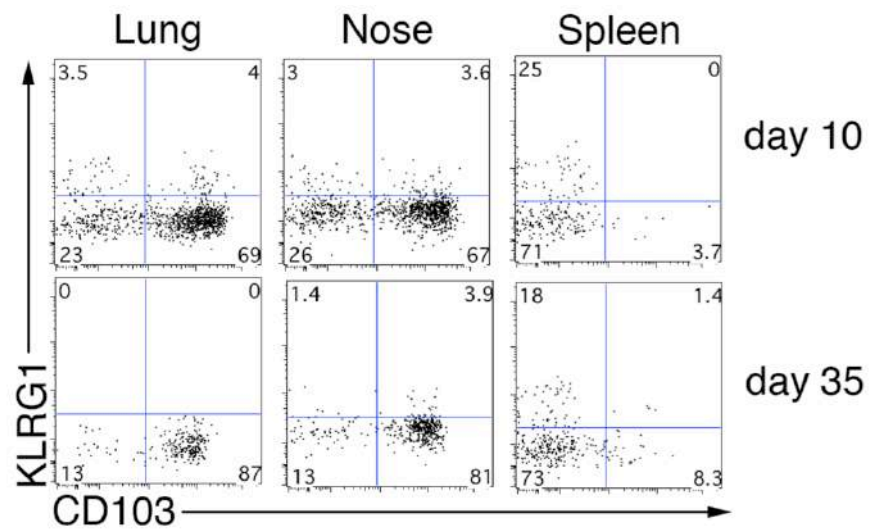 Lung Nose Spleen
3.5 4 3 3.6 25 0
day 10
23 69 26 67 71 3.7
0 0 1.4 3.9 18 1.4
day 35
13 87 13 81 73 8.3
KLRG1
CD103